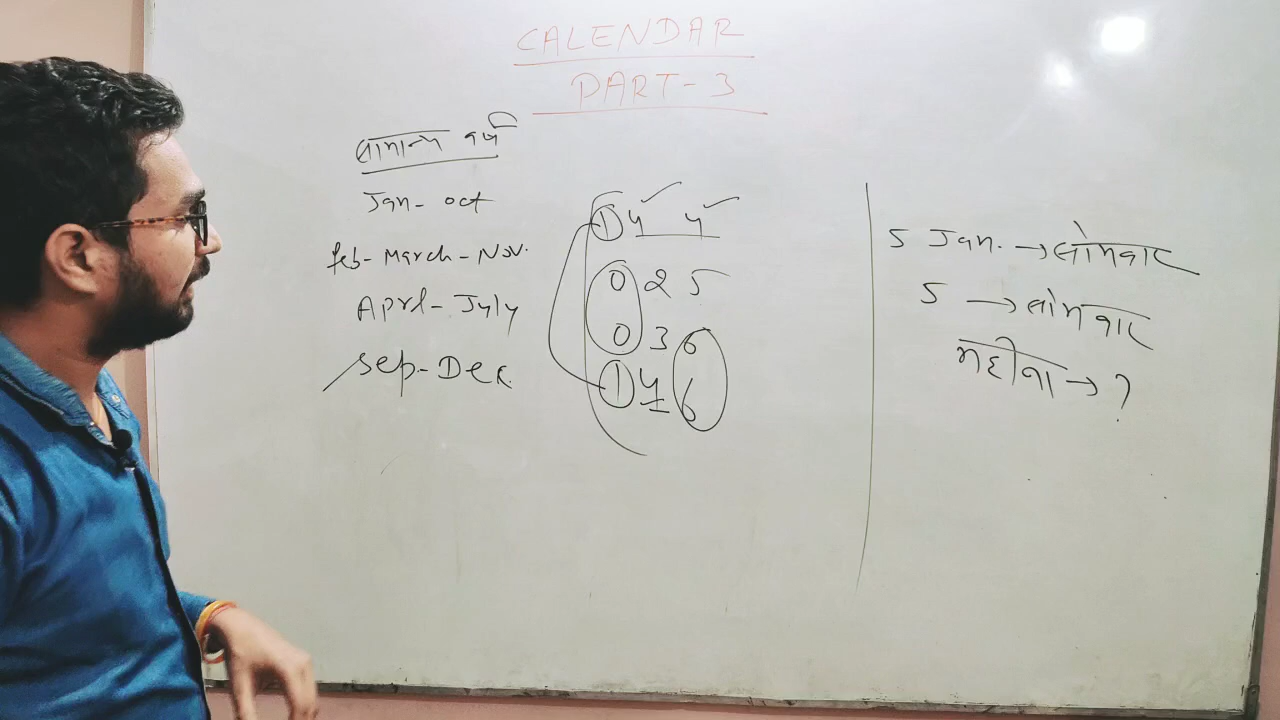 CALENDAR
PART-3
सामान्य वर्ष
Jan- oct
feb- March - Nov.
Aprl- July
Sep- Dec.
1 4 4
0 2 5
0 3 6
1 4 6
5 Jan. → सोमवार
5 → सोमवार
महीना → ?